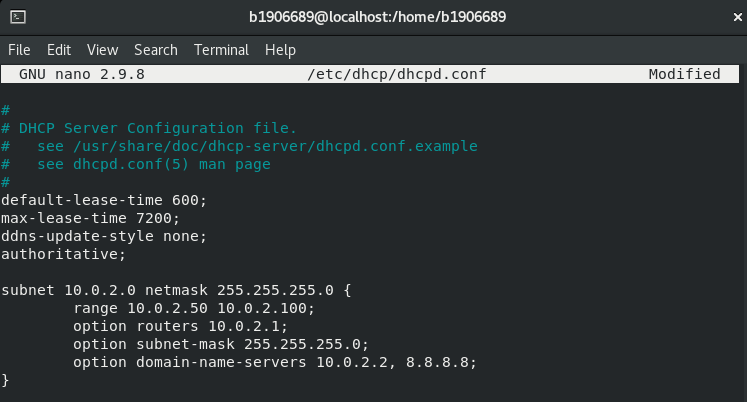 b1906689@localhost:/home/b1906689
File Edit View Search Terminal Help
GNU nano 2.9.8 /etc/dhcp/dhcpd.conf Modified
#
# DHCP Server Configuration file.
#   see /usr/share/doc/dhcp-server/dhcpd.conf.example
#   see dhcpd.conf(5) man page
#
default-lease-time 600;
max-lease-time 7200;
ddns-update-style none;
authoritative;
subnet 10.0.2.0 netmask 255.255.255.0 {
        range 10.0.2.50 10.0.2.100;
        option routers 10.0.2.1;
        option subnet-mask 255.255.255.0;
        option domain-name-servers 10.0.2.2, 8.8.8.8;
}